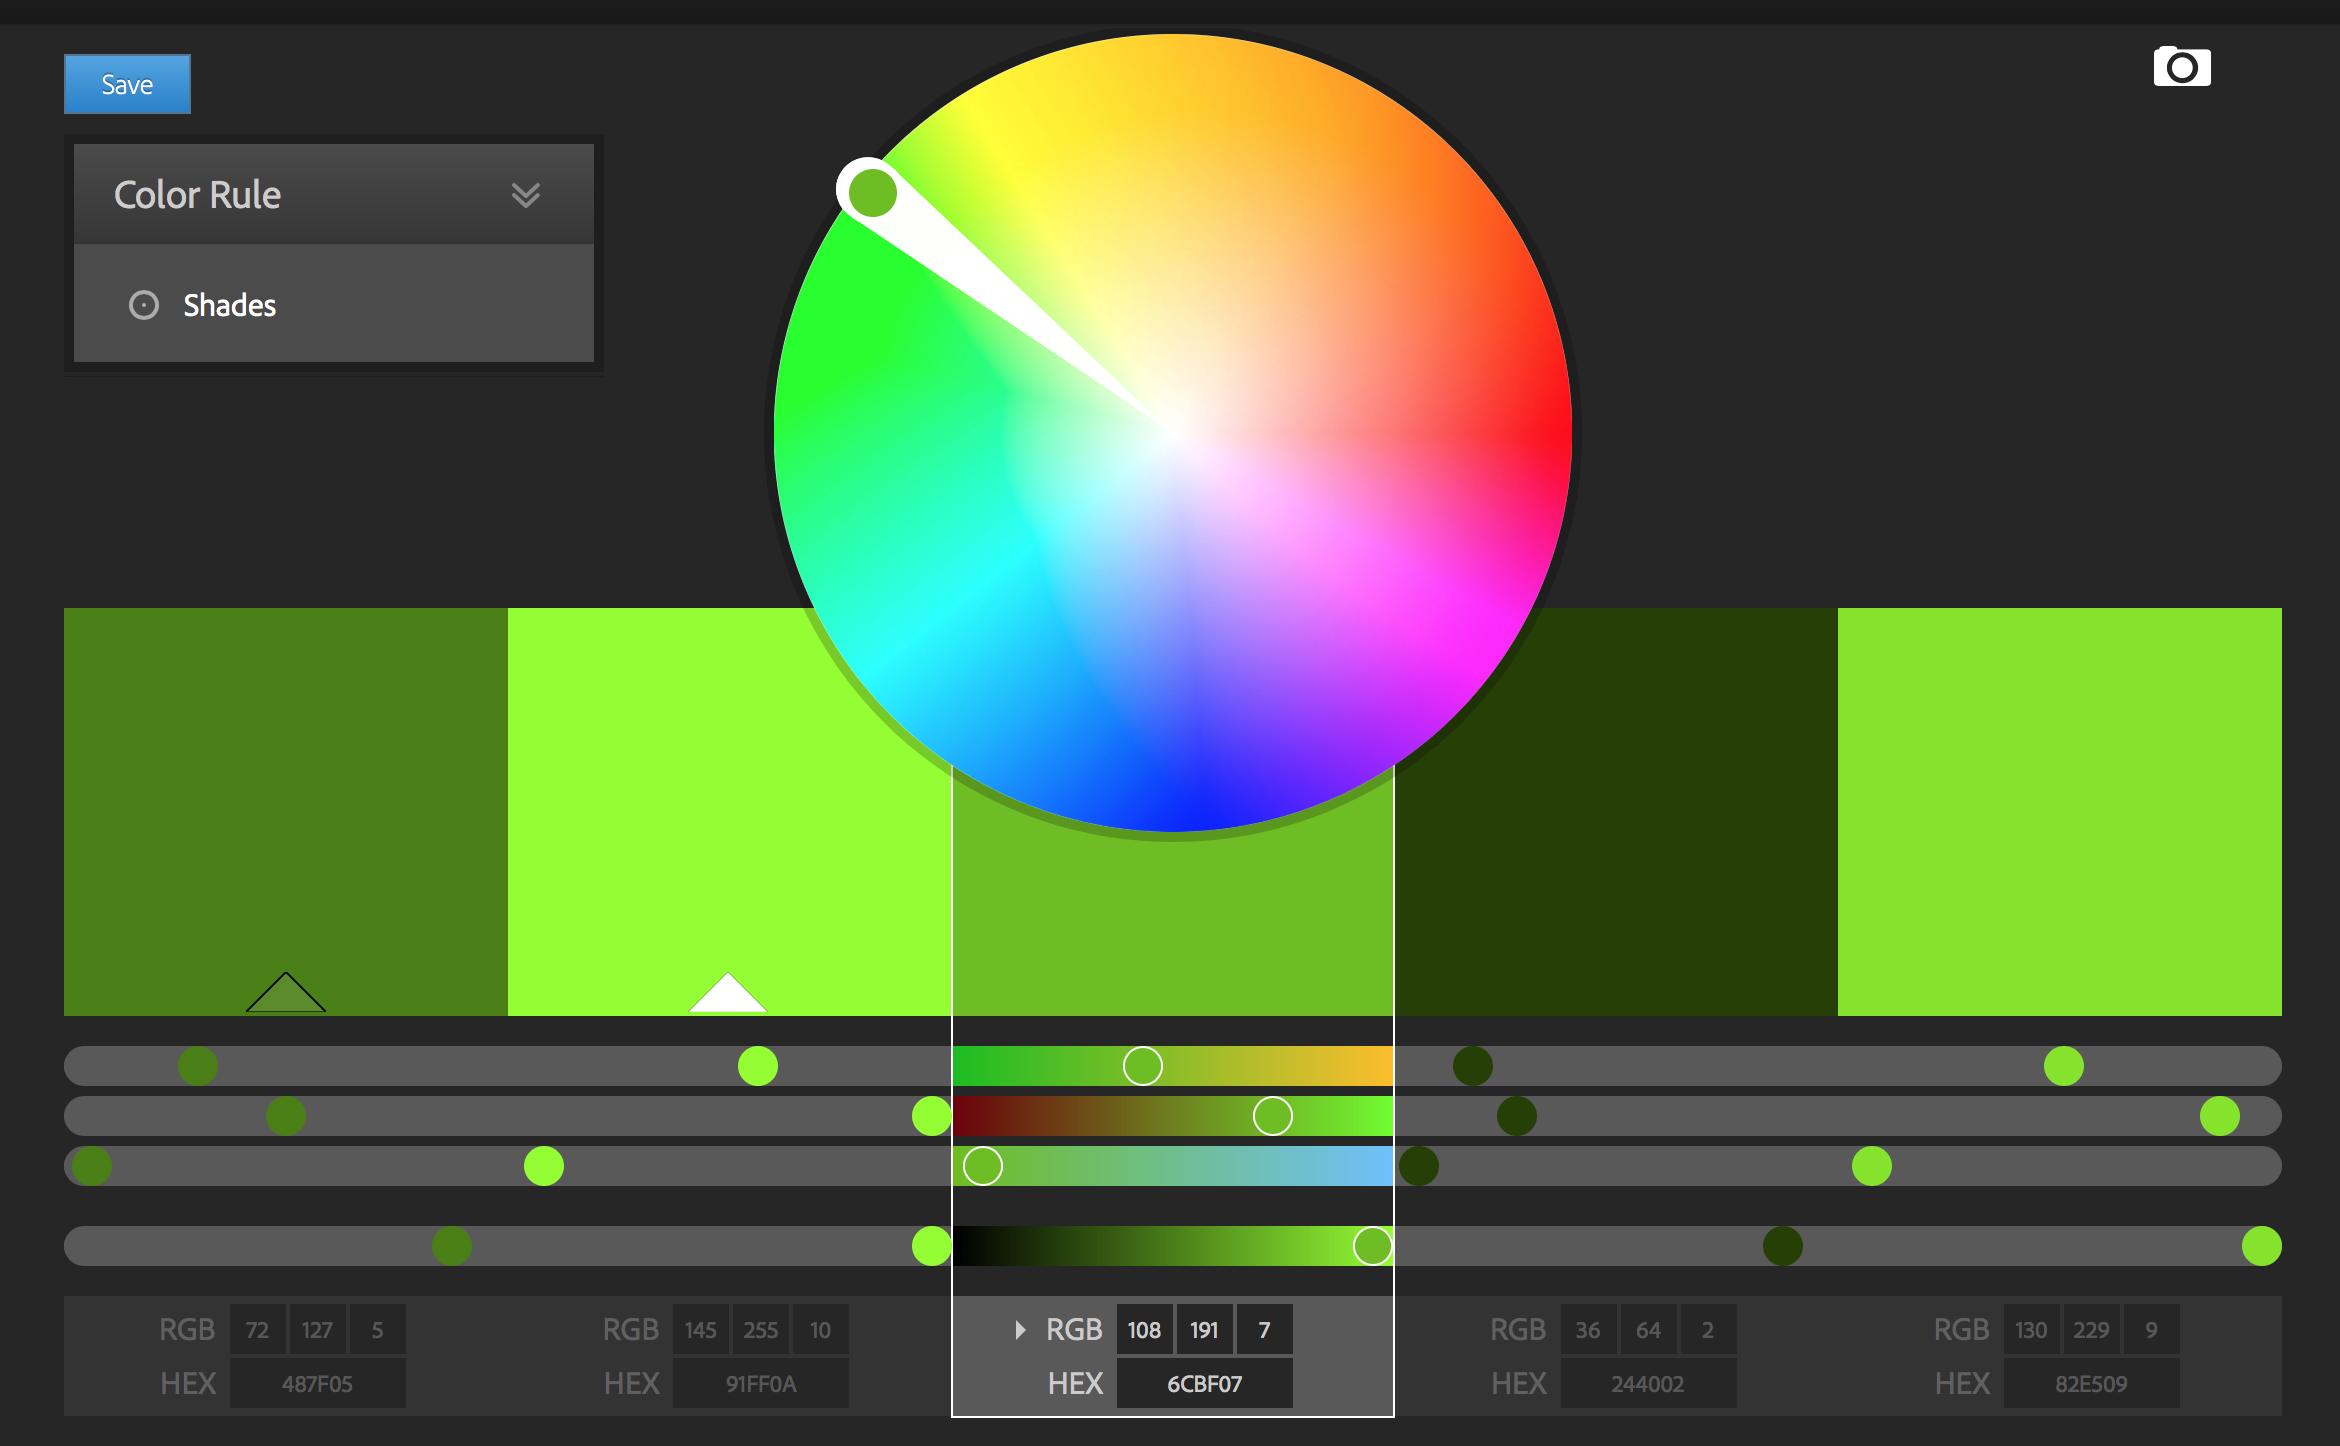 Save
Color Rule
Shades
RGB 72 127 5
HEX 487F05
RGB 145 255 10
HEX 91FF0A
RGB 108 191 7
HEX 6CBF07
RGB 36 64 2
HEX 244002
RGB 130 229 9
HEX 82E509